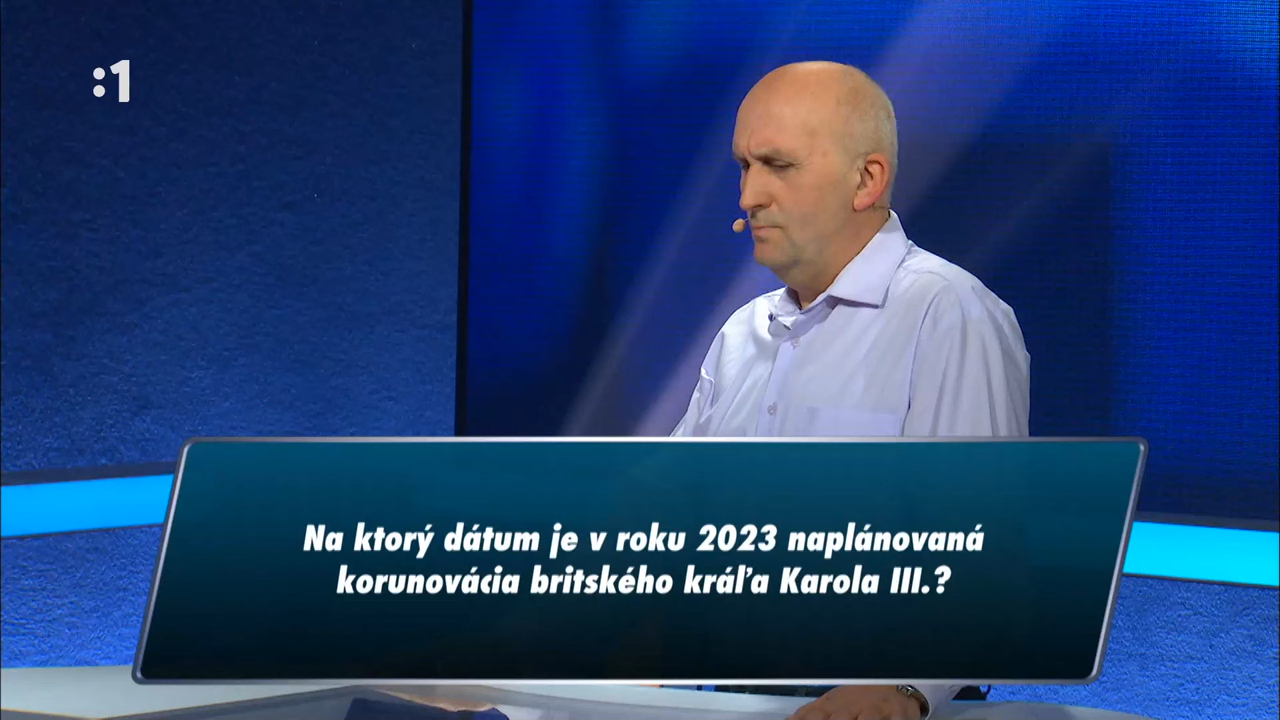 :1
Na ktorý dátum je v roku 2023 naplánovaná
korunovácia britského kráľa Karola III.?